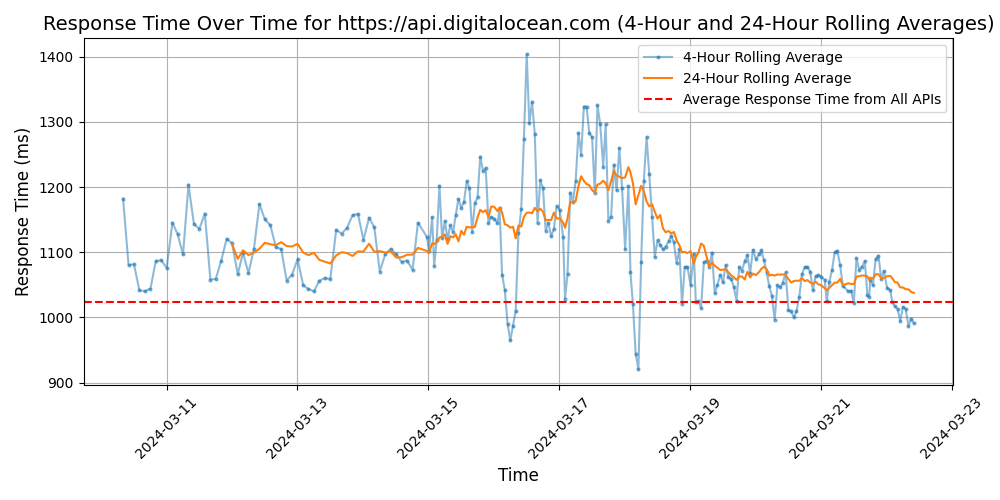 Response Time Over Time for https://api.digitalocean.com (4-Hour and 24-Hour Rolling Averages)
4-Hour Rolling Average
24-Hour Rolling Average
Average Response Time from All APIs
Response Time (ms)
1400
1300
1200
1100
1000
900
2024-03-11
2024-03-13
2024-03-15
2024-03-17
2024-03-19
2024-03-21
2024-03-23
Time